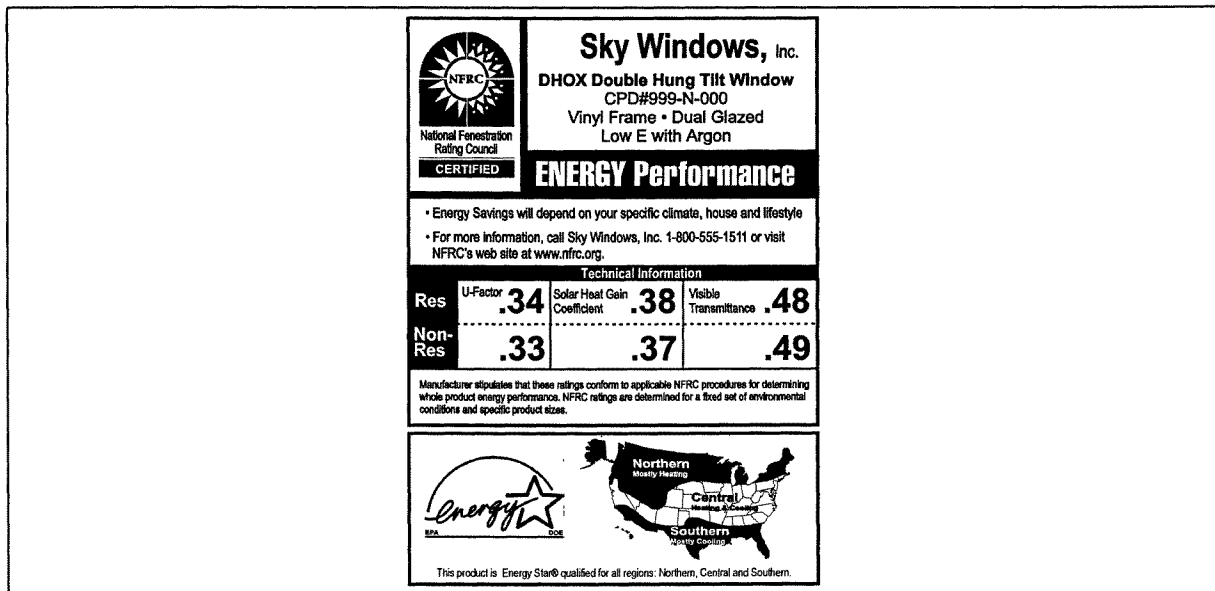 NFRC
National Fenestration
Rating Council
CERTIFIED
Sky Windows, Inc.
DHOX Double Hung Tilt Window
CPD#999-N-000
Vinyl Frame • Dual Glazed
Low E with Argon
ENERGY Performance
• Energy Savings will depend on your specific climate, house and lifestyle
• For more information, call Sky Windows, Inc. 1-800-555-1511 or visit
NFRC's web site at www.nfrc.org.
Technical Information
Res U-Factor .34 Solar Heat Gain Coefficient .38 Visible Transmittance .48
Non-Res .33 .37 .49
Manufacturer stipulates that these ratings conform to applicable NFRC procedures for determining
whole product energy performance. NFRC ratings are determined for a fixed set of environmental
conditions and specific product sizes.
energy
EPA DOE
Northern
Mostly Heating
Central
Heating & Cooling
Southern
Mostly Cooling
This product is Energy Star® qualified for all regions: Northern, Central and Southern.